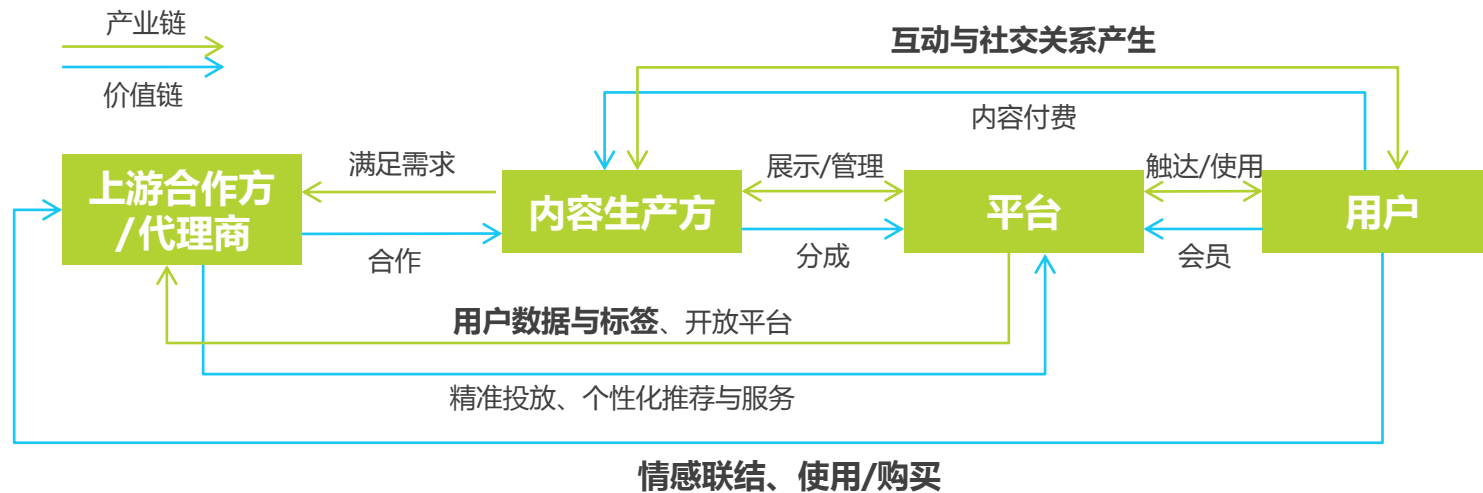 产业链
价值链
互动与社交关系产生
内容付费
满足需求
展示/管理
触达/使用
上游合作方
/代理商
内容生产方
平台
用户
合作
分成
会员
用户数据与标签、开放平台
精准投放、个性化推荐与服务
情感联结、使用/购买